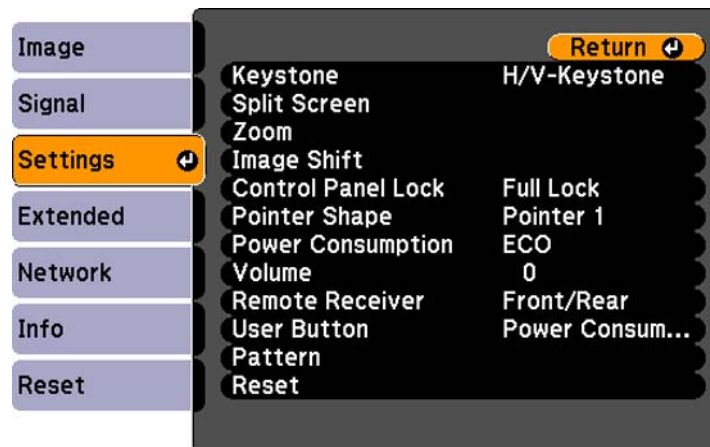 Image
Signal
Settings
Extended
Network
Info
Reset
Return
Keystone H/V-Keystone
Split Screen
Zoom
Image Shift
Control Panel Lock Full Lock
Pointer Shape Pointer 1
Power Consumption ECO
Volume 0
Remote Receiver Front/Rear
User Button Power Consum...
Pattern
Reset